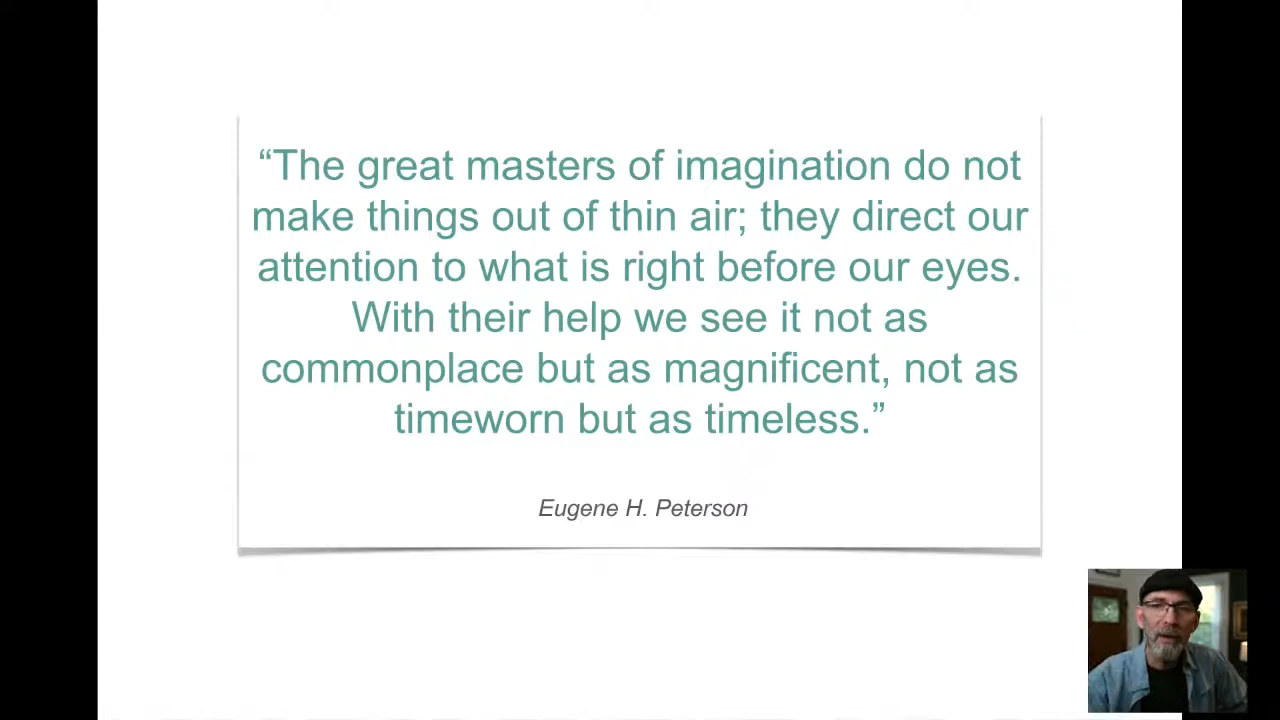 “The great masters of imagination do not
make things out of thin air; they direct our
attention to what is right before our eyes.
With their help we see it not as
commonplace but as magnificent, not as
timeworn but as timeless.”
Eugene H. Peterson